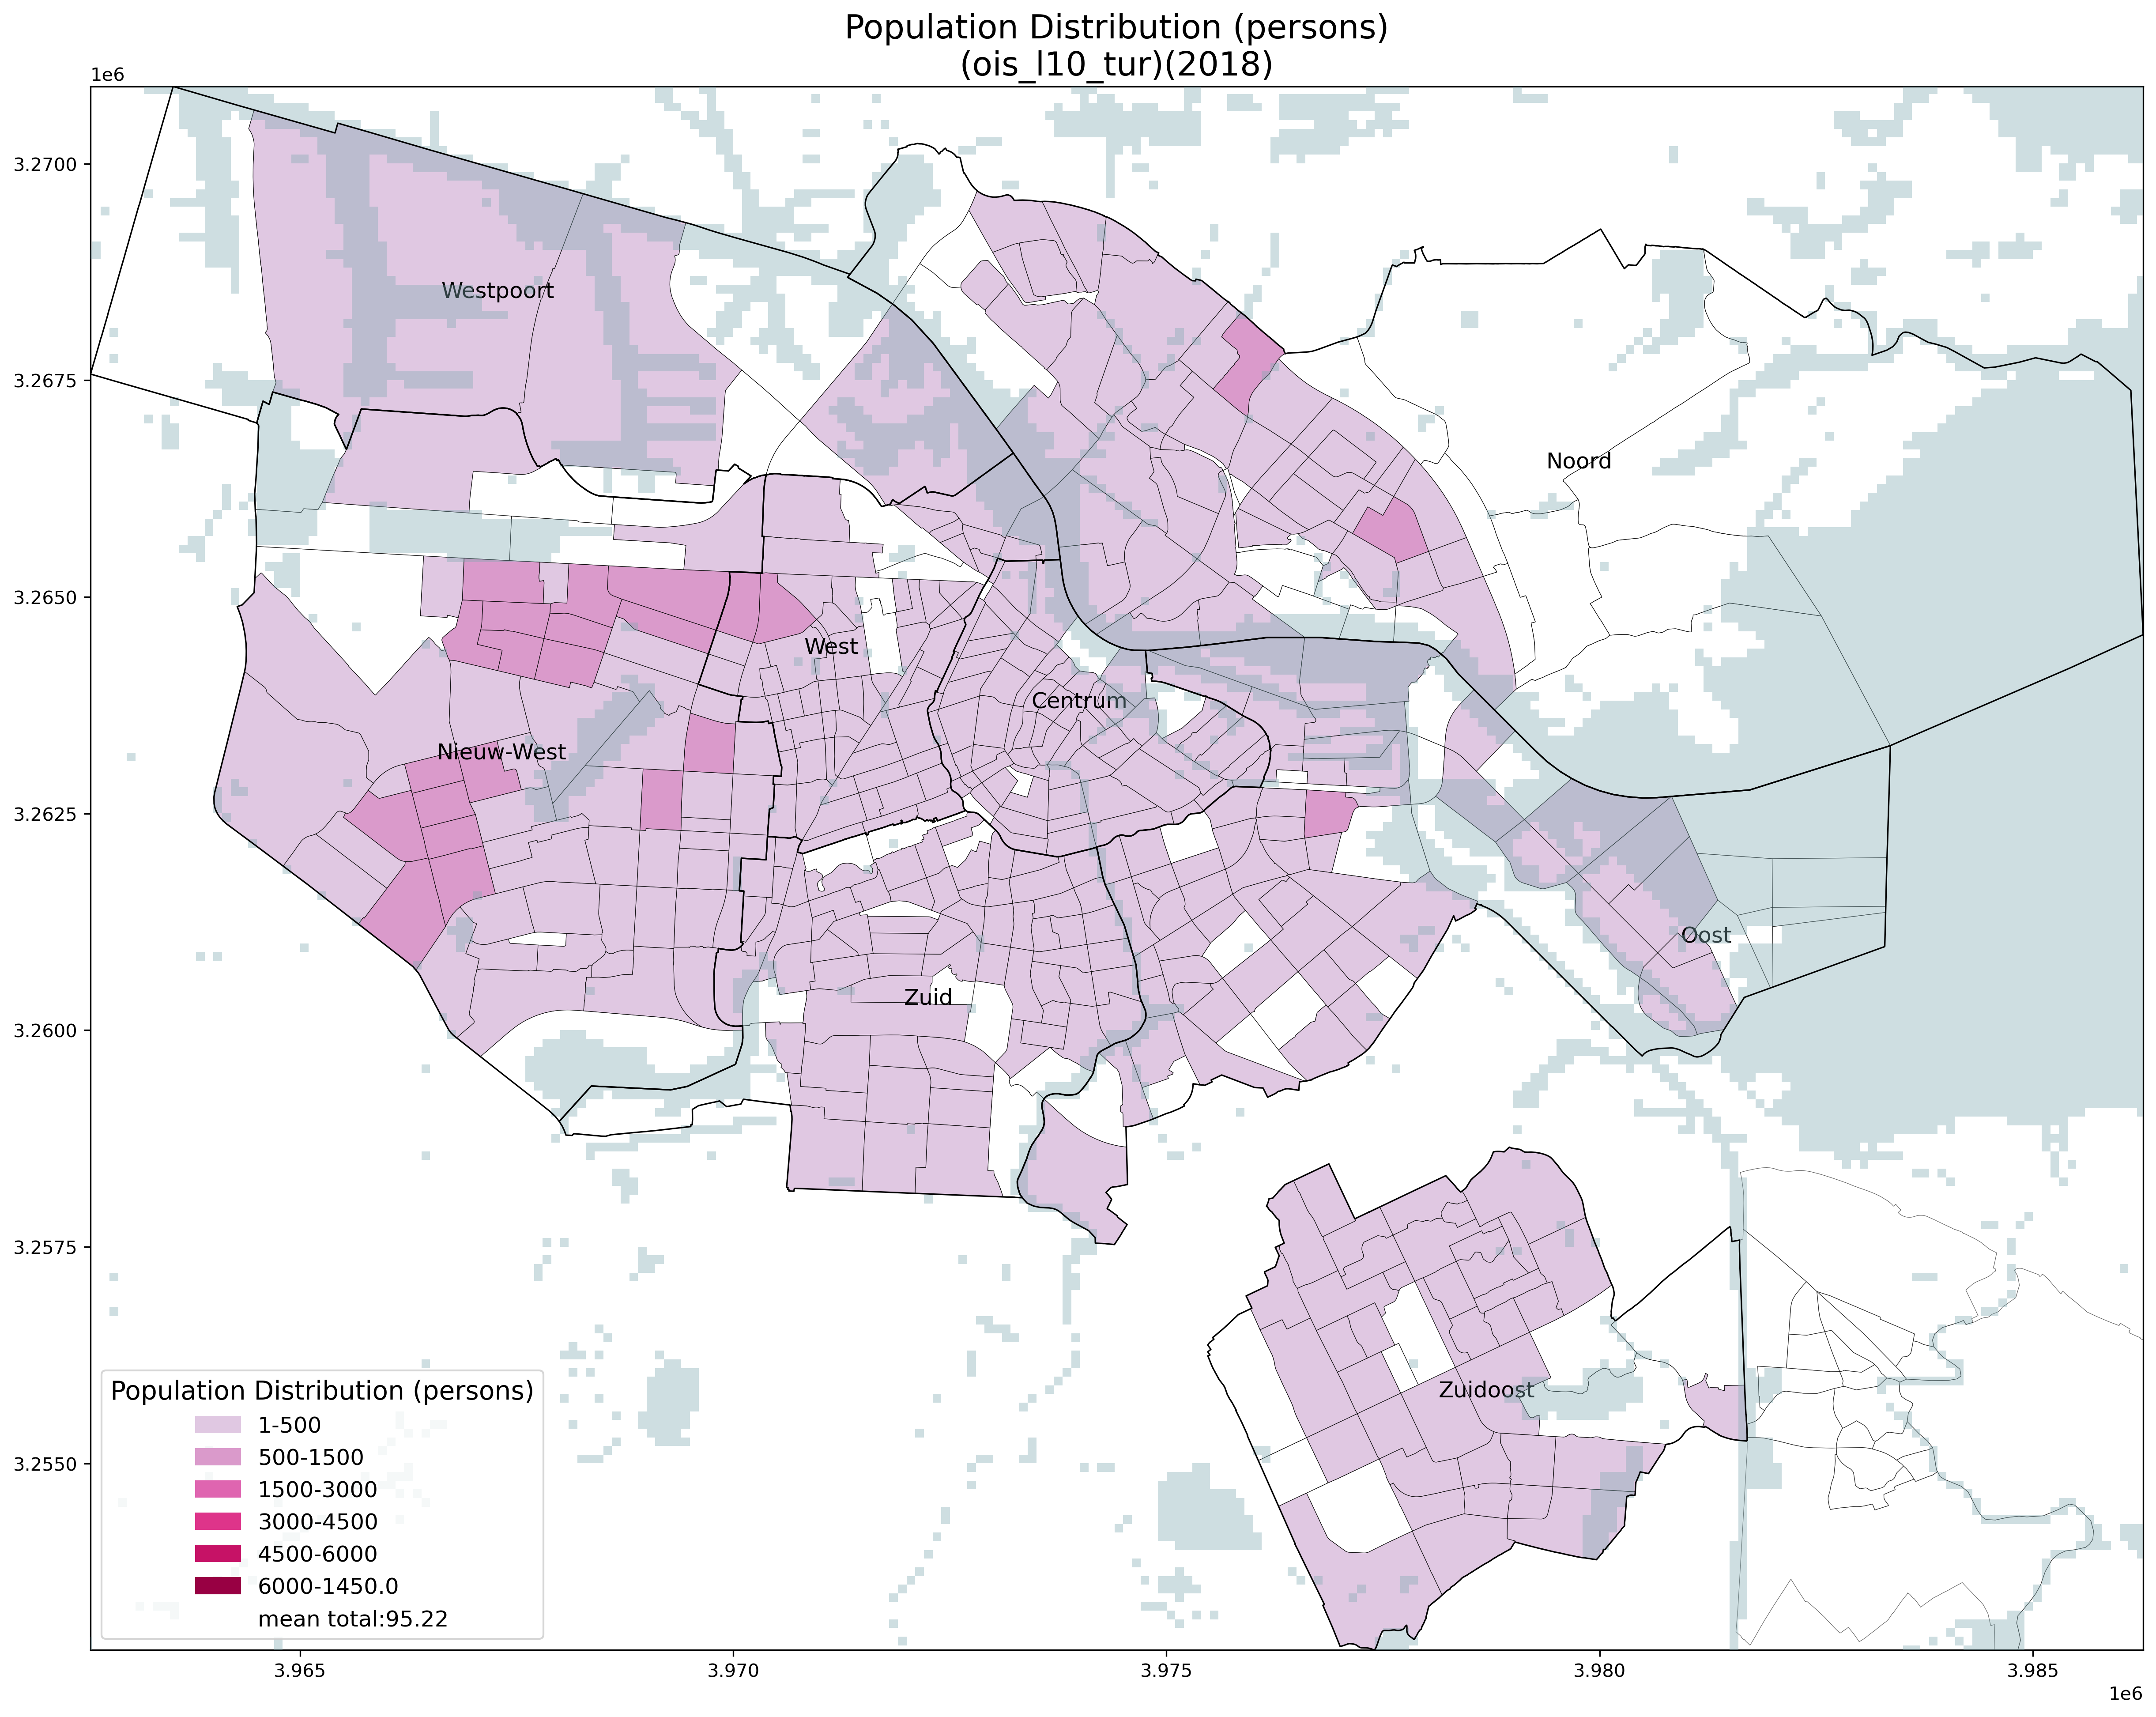 Population Distribution (persons)
(ois_l10_tur)(2018)
1e6
3.2700
3.2675
3.2650
3.2625
3.2600
3.2575
3.2550
Westpoort
Noord
West
Centrum
Nieuw-West
Oost
Zuid
Zuidoost
Population Distribution (persons)
1-500
500-1500
1500-3000
3000-4500
4500-6000
6000-1450.0
mean total:95.22
3.965
3.970
3.975
3.980
3.985
1e6